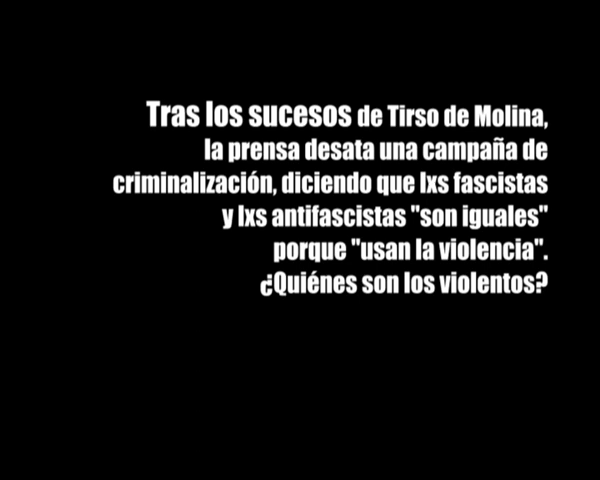 Tras los sucesos de Tirso de Molina,
la prensa desata una campaña de
criminalización, diciendo que lxs fascistas
y lxs antifascistas "son iguales"
porque "usan la violencia".
¿Quiénes son los violentos?